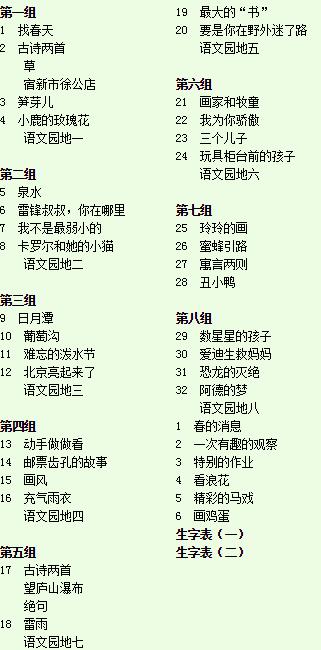 第一组
1 找春天
2 古诗两首
草
宿新市徐公店
3 笋芽儿
4 小鹿的玫瑰花
语文园地一
第二组
5 泉水
6 雷锋叔叔，你在哪里
7 我不是最弱小的
8 卡罗尔和她的小猫
语文园地二
第三组
9 日月潭
10 葡萄沟
11 难忘的泼水节
12 北京亮起来了
语文园地三
第四组
13 动手做做看
14 邮票齿孔的故事
15 画风
16 充气雨衣
语文园地四
第五组
17 古诗两首
望庐山瀑布
绝句
18 雷雨
语文园地七
19 最大的“书”
20 要是你在野外迷了路
语文园地五
第六组
21 画家和牧童
22 我为你骄傲
23 三个儿子
24 玩具柜台前的孩子
语文园地六
第七组
25 玲玲的画
26 蜜蜂引路
27 寓言两则
28 丑小鸭
第八组
29 数星星的孩子
30 爱迪生救妈妈
31 恐龙的灭绝
32 阿德的梦
语文园地八
1 春的消息
2 一次有趣的观察
3 特别的作业
4 看浪花
5 精彩的马戏
6 画鸡蛋
生字表（一）
生字表（二）